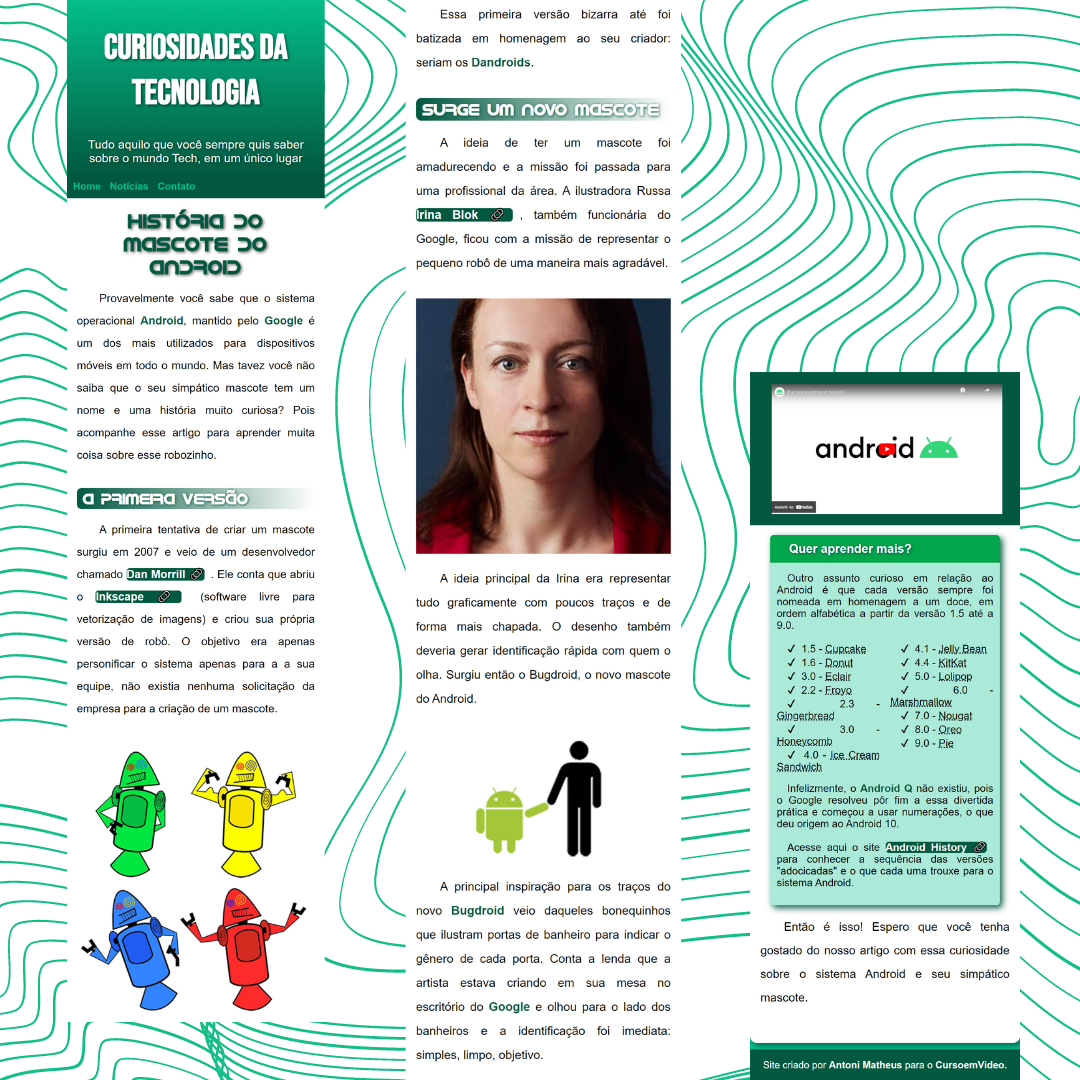 CURIOSIDADES DA
TECNOLOGIA
Tudo aquilo que você sempre quis saber
sobre o mundo Tech, em um único lugar
Home Notícias Contato
HISTÓRIA DO
MASCOTE DO
ANDROID
Provavelmente você sabe que o sistema
operacional Android, mantido pelo Google é
um dos mais utilizados para dispositivos
móveis em todo o mundo. Mas tavez você não
saiba que o seu simpático mascote tem um
nome e uma história muito curiosa? Pois
acompanhe esse artigo para aprender muita
coisa sobre esse robozinho.
A PRIMEIRA VERSÃO
A primeira tentativa de criar um mascote
surgiu em 2007 e veio de um desenvolvedor
chamado Dan Morrill . Ele conta que abriu
o Inkscape (software livre para
vetorização de imagens) e criou sua própria
versão de robô. O objetivo era apenas
personificar o sistema apenas para a a sua
equipe, não existia nenhuma solicitação da
empresa para a criação de um mascote.
Essa primeira versão bizarra até foi
batizada em homenagem ao seu criador:
seriam os Dandroids.
SURGE UM NOVO MASCOTE
A ideia de ter um mascote foi
amadurecendo e a missão foi passada para
uma profissional da área. A ilustradora Russa
Irina Blok , também funcionária do
Google, ficou com a missão de representar o
pequeno robô de uma maneira mais agradável.
A ideia principal da Irina era representar
tudo graficamente com poucos traços e de
forma mais chapada. O desenho também
deveria gerar identificação rápida com quem o
olha. Surgiu então o Bugdroid, o novo mascote
do Android.
A principal inspiração para os traços do
novo Bugdroid veio daqueles bonequinhos
que ilustram portas de banheiro para indicar o
gênero de cada porta. Conta a lenda que a
artista estava criando em sua mesa no
escritório do Google e olhou para o lado dos
banheiros e a identificação foi imediata:
simples, limpo, objetivo.
android
Assistir no YouTube
Quer aprender mais?
Outro assunto curioso em relação ao
Android é que cada versão sempre foi
nomeada em homenagem a um doce, em
ordem alfabética a partir da versão 1.5 até a
9.0.
✓ 1.5 - Cupcake
✓ 1.6 - Donut
✓ 3.0 - Eclair
✓ 2.2 - Froyo
✓ 2.3 -
Gingerbread
✓ 3.0 -
Honeycomb
✓ 4.0 - Ice Cream
Sandwich
✓ 4.1 - Jelly Bean
✓ 4.4 - KitKat
✓ 5.0 - Lolipop
✓ 6.0 -
Marshmallow
✓ 7.0 - Nougat
✓ 8.0 - Oreo
✓ 9.0 - Pie
Infelizmente, o Android Q não existiu, pois
o Google resolveu pôr fim a essa divertida
prática e começou a usar numerações, o que
deu origem ao Android 10.
Acesse aqui o site Android History
para conhecer a sequência das versões
"adocicadas" e o que cada uma trouxe para o
sistema Android.
Então é isso! Espero que você tenha
gostado do nosso artigo com essa curiosidade
sobre o sistema Android e seu simpático
mascote.
Site criado por Antoni Matheus para o CursoemVideo.